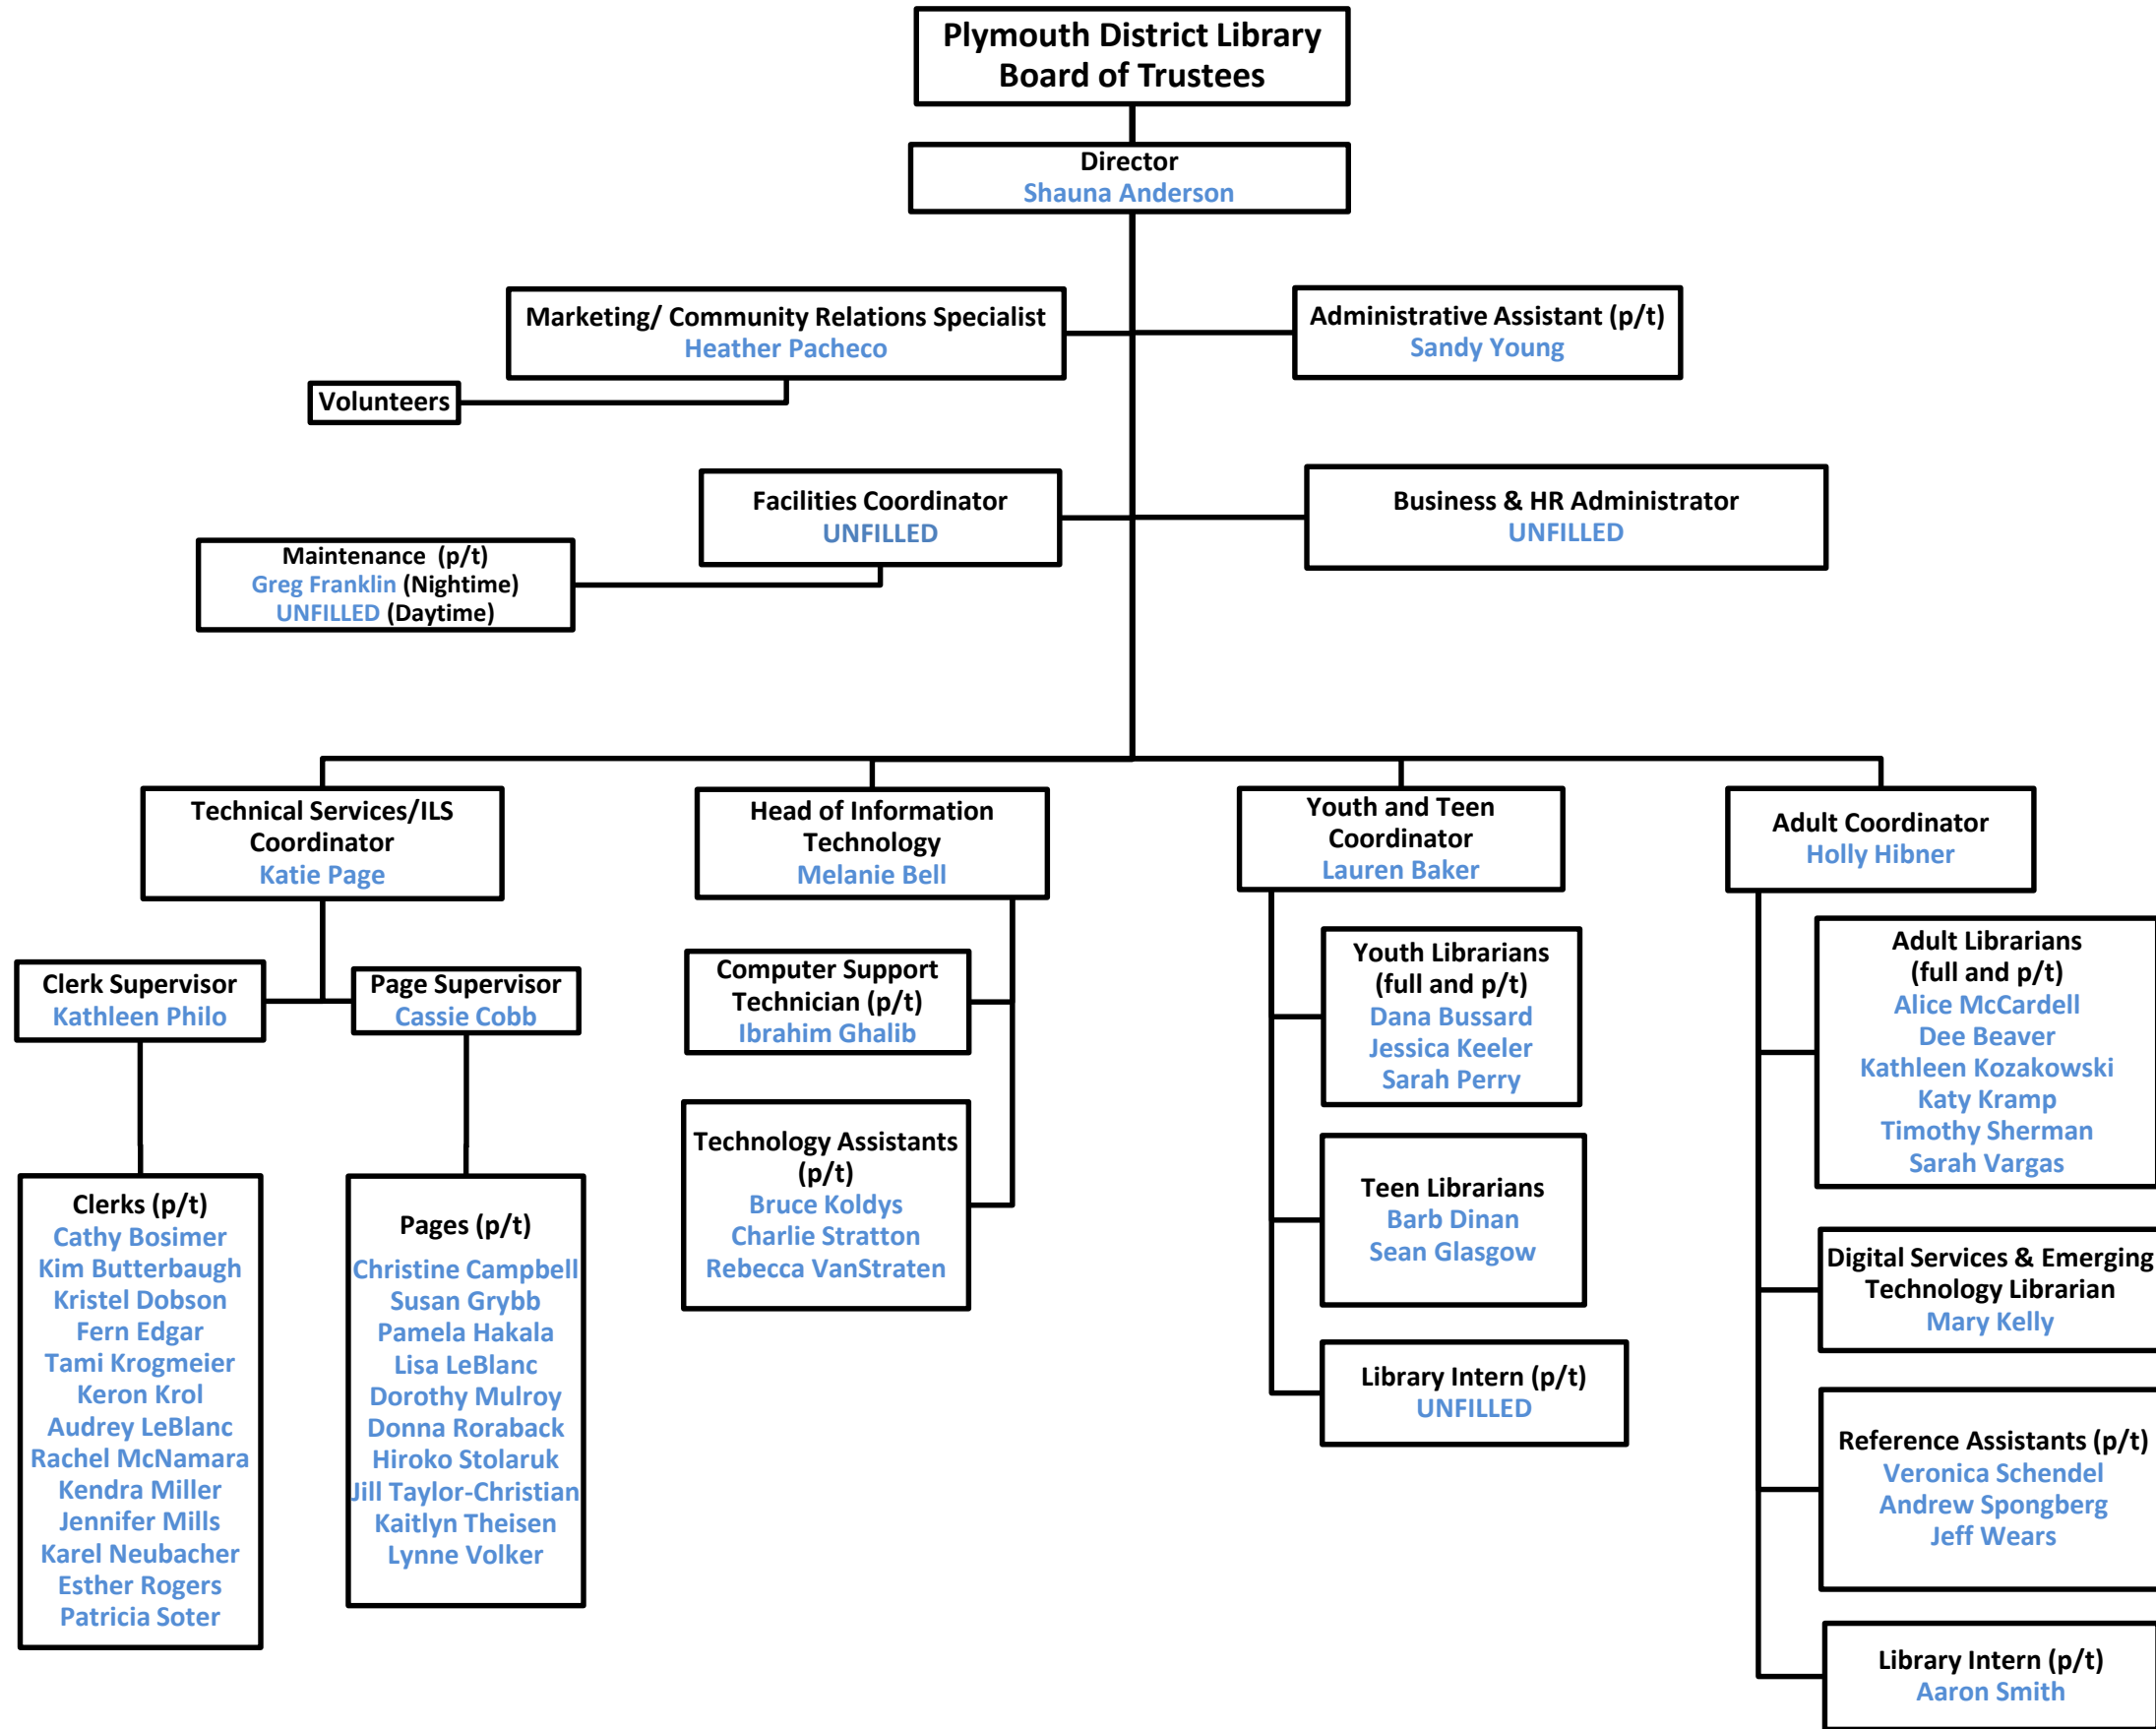 Plymouth District Library
Board of Trustees
Director
Shauna Anderson
Marketing/ Community Relations Specialist
Heather Pacheco
Administrative Assistant (p/t)
Sandy Young
Volunteers
Facilities Coordinator
UNFILLED
Business & HR Administrator
UNFILLED
Maintenance (p/t)
Greg Franklin (Nightime)
UNFILLED (Daytime)
Technical Services/ILS
Coordinator
Katie Page
Head of Information
Technology
Melanie Bell
Youth and Teen
Coordinator
Lauren Baker
Adult Coordinator
Holly Hibner
Clerk Supervisor
Kathleen Philo
Page Supervisor
Cassie Cobb
Clerks (p/t)
Cathy Bosimer
Kim Butterbaugh
Kristel Dobson
Fern Edgar
Tami Krogmeier
Keron Krol
Audrey LeBlanc
Rachel McNamara
Kendra Miller
Jennifer Mills
Karel Neubacher
Esther Rogers
Patricia Soter
Pages (p/t)
Christine Campbell
Susan Grybb
Pamela Hakala
Lisa LeBlanc
Dorothy Mulroy
Donna Roraback
Hiroko Stolaruk
Jill Taylor-Christian
Kaitlyn Theisen
Lynne Volker
Computer Support
Technician (p/t)
Ibrahim Ghalib
Technology Assistants
(p/t)
Bruce Koldys
Charlie Stratton
Rebecca VanStraten
Youth Librarians
(full and p/t)
Dana Bussard
Jessica Keeler
Sarah Perry
Teen Librarians
Barb Dinan
Sean Glasgow
Library Intern (p/t)
UNFILLED
Adult Librarians
(full and p/t)
Alice McCardell
Dee Beaver
Kathleen Kozakowski
Katy Kramp
Timothy Sherman
Sarah Vargas
Digital Services & Emerging
Technology Librarian
Mary Kelly
Reference Assistants (p/t)
Veronica Schendel
Andrew Spongberg
Jeff Wears
Library Intern (p/t)
Aaron Smith